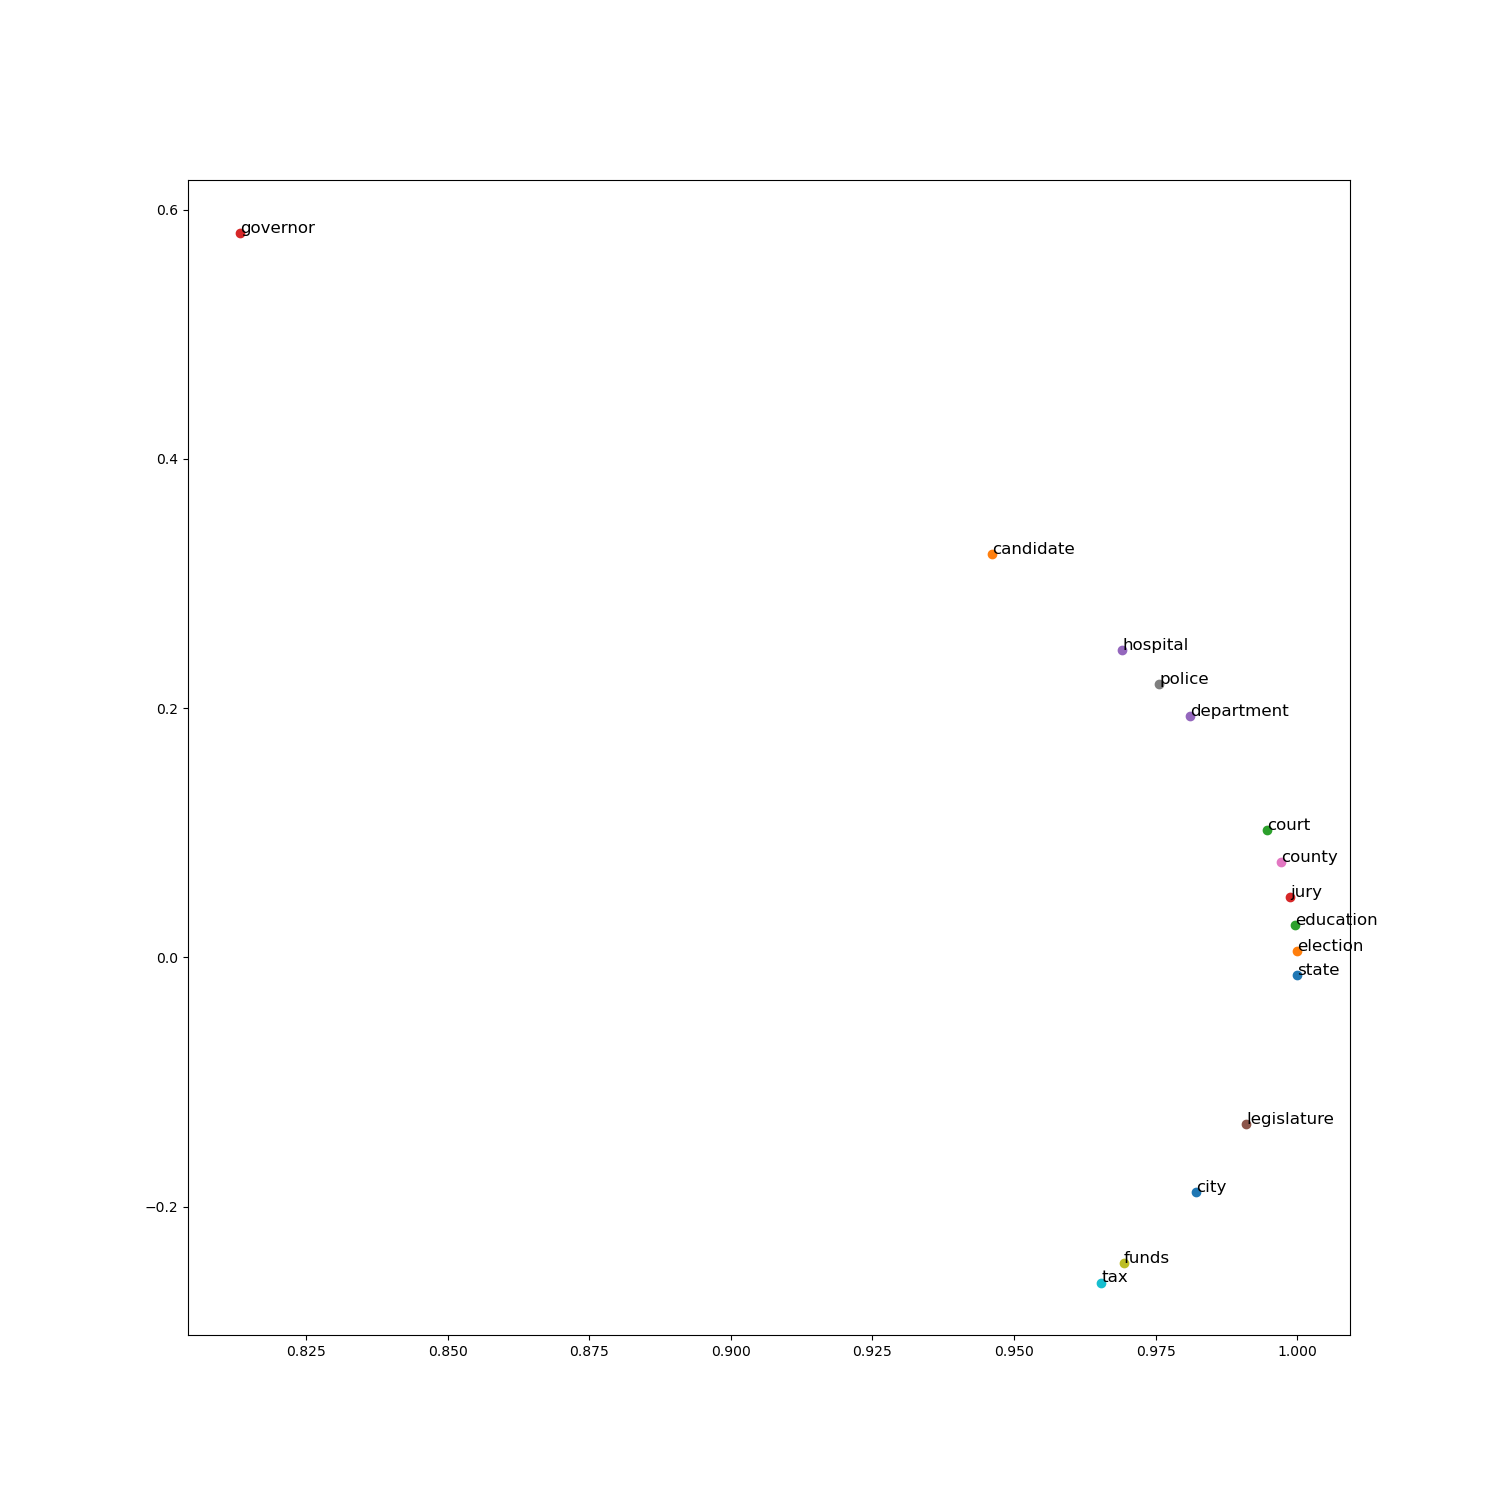 0.6
governor
0.4
candidate
hospital
police
0.2
department
court
county
jury
education
election
0.0
state
legislature
city
−0.2
funds
tax
0.825 0.850 0.875 0.900 0.925 0.950 0.975 1.000